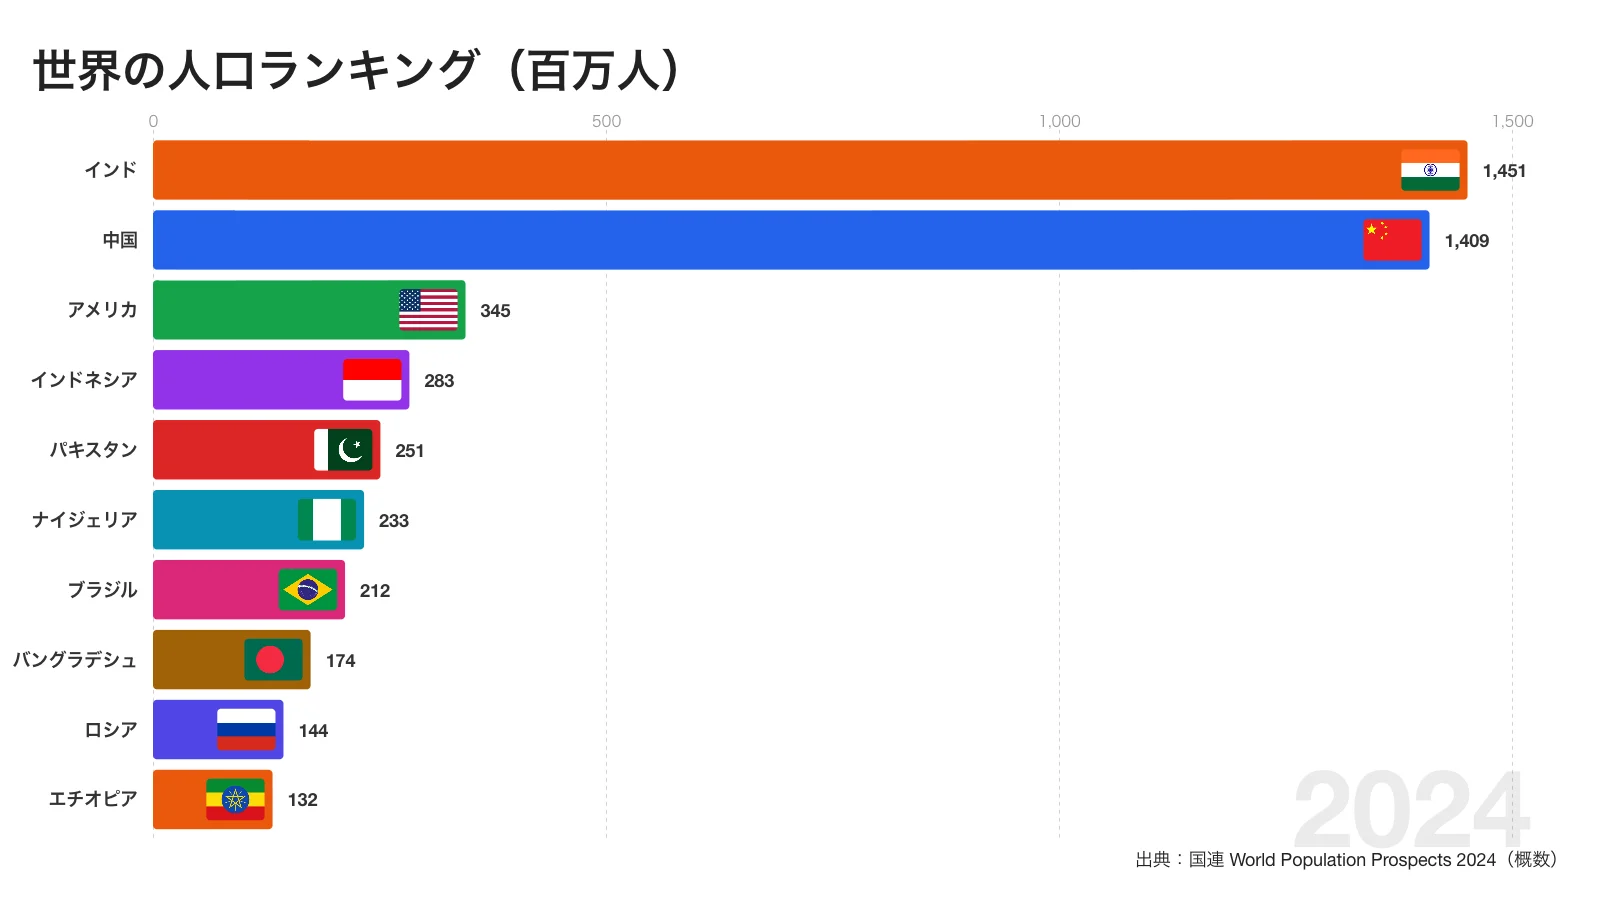 世界の人口ランキング（百万人）
0 500 1,000 1,500
インド 1,451
中国 1,409
アメリカ 345
インドネシア 283
パキスタン 251
ナイジェリア 233
ブラジル 212
バングラデシュ 174
ロシア 144
エチオピア 132
2024
出典：国連 World Population Prospects 2024（概数）